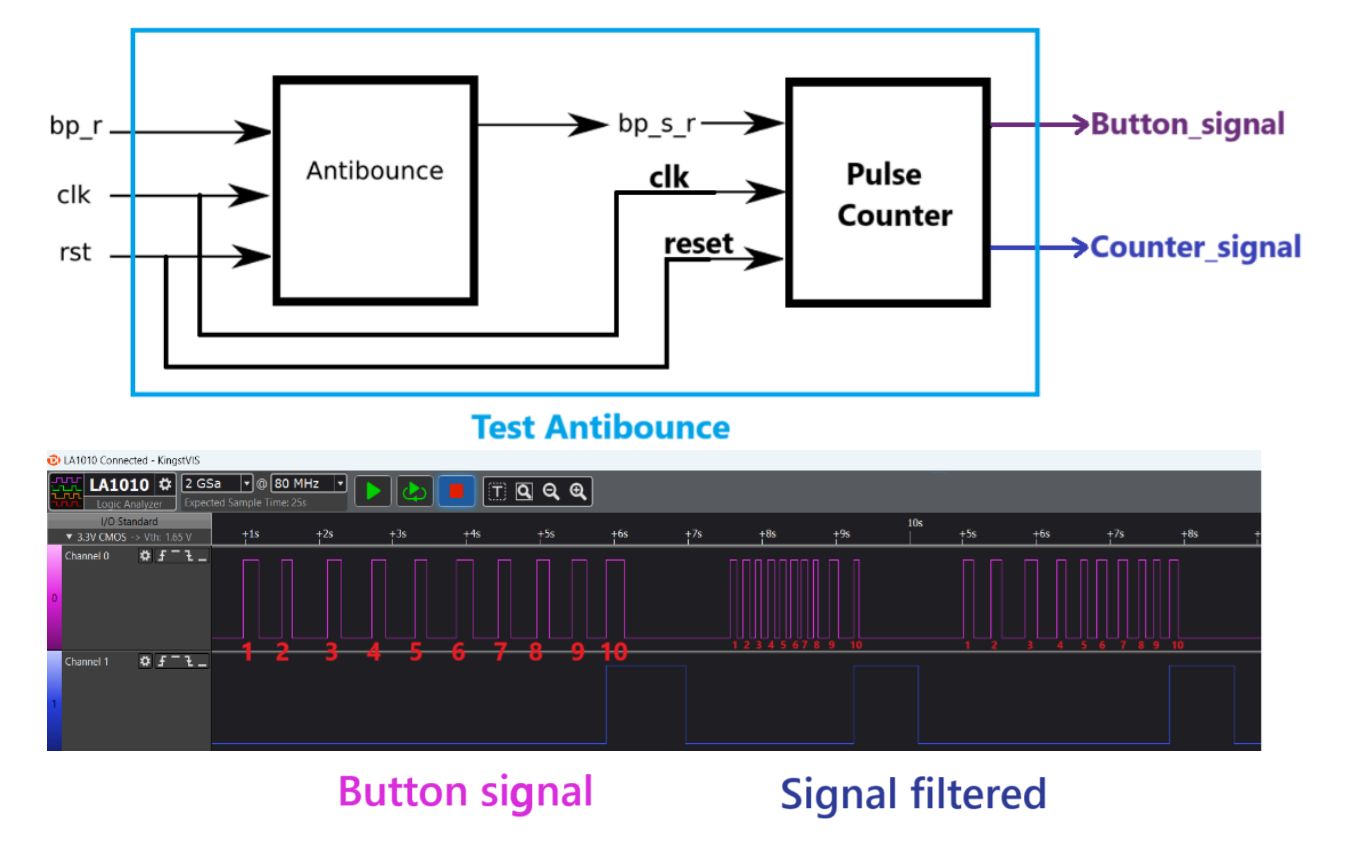 bp_r
clk
rst
Antibounce
bp_s_r
clk
reset
Pulse
Counter
Button_signal
Counter_signal
Test Antibounce
LA1010 Connected - KingstVIS
LA1010
Logic Analyzer
2 GSa
@
80 MHz
Expected Sample Time: 25s
T
I/O Standard
3.3V CMOS -> Vth: 1.65 V
+1s +2s +3s +4s +5s +6s +7s +8s +9s 10s +5s +6s +7s +8s +
Channel 0
0
1 2 3 4 5 6 7 8 9 10
1 2 3 4 5 6 7 8 9 10
1 2 3 4 5 6 7 8 9 10
Channel 1
1
Button signal
Signal filtered